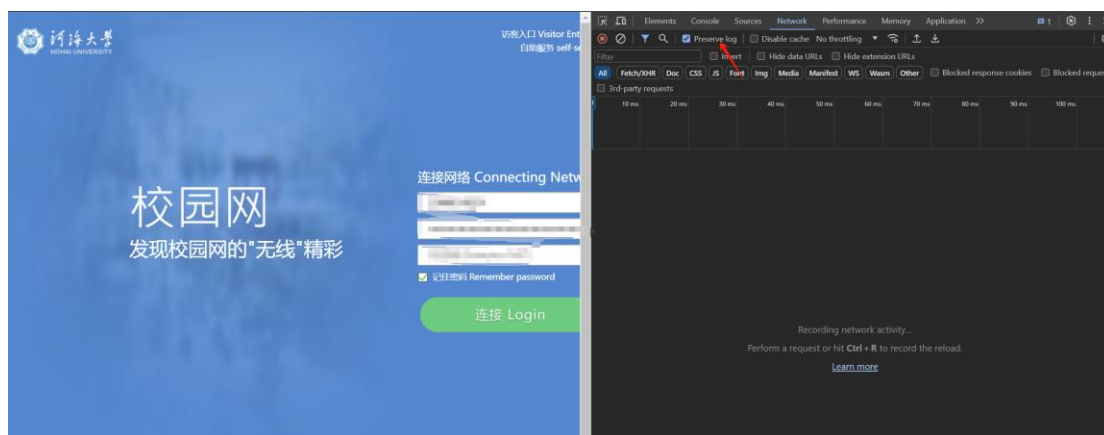 河海大学
HOHAI UNIVERSITY
访客入口 Visitor Ent
自助服务 self-se
校园网
发现校园网的"无线"精彩
连接网络 Connecting Netw
记住密码 Remember password
连接 Login
Elements Console Sources Network Performance Memory Application 1
Preserve log Disable cache No throttling
Filter Invert Hide data URLs Hide extension URLs
All Fetch/XHR Doc CSS JS Font Img Media Manifest WS Wasm Other Blocked response cookies Blocked reque
3rd-party requests
10 ms 20 ms 30 ms 40 ms 50 ms 60 ms 70 ms 80 ms 90 ms 100 ms
Recording network activity...
Perform a request or hit Ctrl + R to record the reload.
Learn more